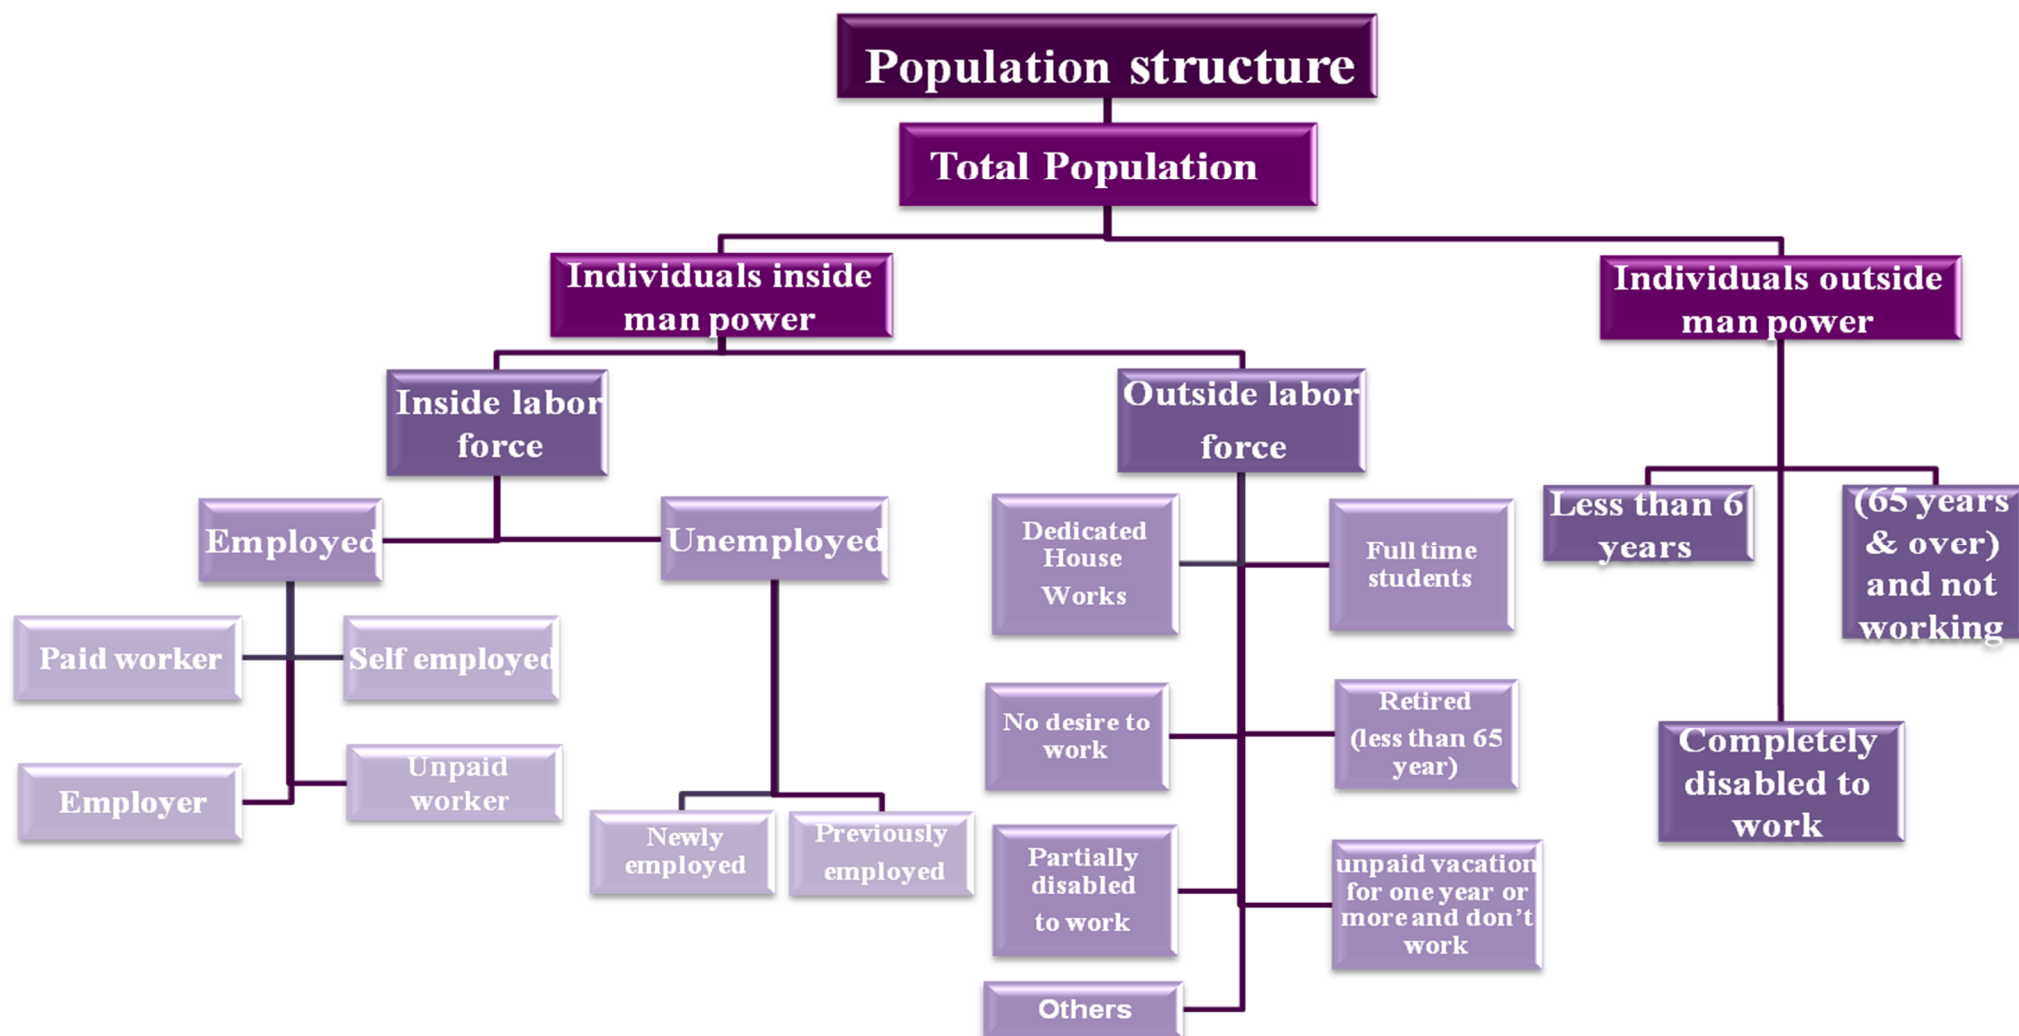 Population structure
Total Population
Individuals inside
man power
Individuals outside
man power
Inside labor
force
Outside labor
force
Less than 6
years
(65 years
& over)
and not
working
Completely
disabled to
work
Employed
Unemployed
Paid worker
Self employed
Employer
Unpaid
worker
Newly
employed
Previously
employed
Dedicated
House
Works
Full time
students
No desire to
work
Retired
(less than 65
year)
Partially
disabled
to work
unpaid vacation
for one year or
more and don’t
work
Others